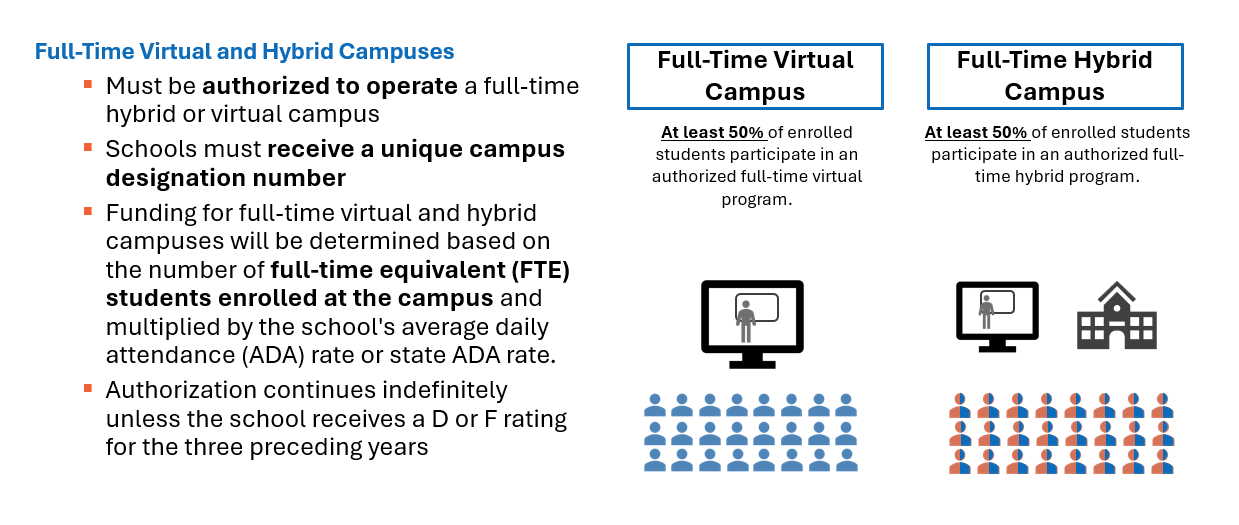 Full-Time Virtual and Hybrid Campuses
▪ Must be authorized to operate a full-time
hybrid or virtual campus
▪ Schools must receive a unique campus
designation number
▪ Funding for full-time virtual and hybrid
campuses will be determined based on
the number of full-time equivalent (FTE)
students enrolled at the campus and
multiplied by the school's average daily
attendance (ADA) rate or state ADA rate.
▪ Authorization continues indefinitely
unless the school receives a D or F rating
for the three preceding years
Full-Time Virtual
Campus
At least 50% of enrolled
students participate in an
authorized full-time virtual
program.
Full-Time Hybrid
Campus
At least 50% of enrolled students
participate in an authorized full-
time hybrid program.